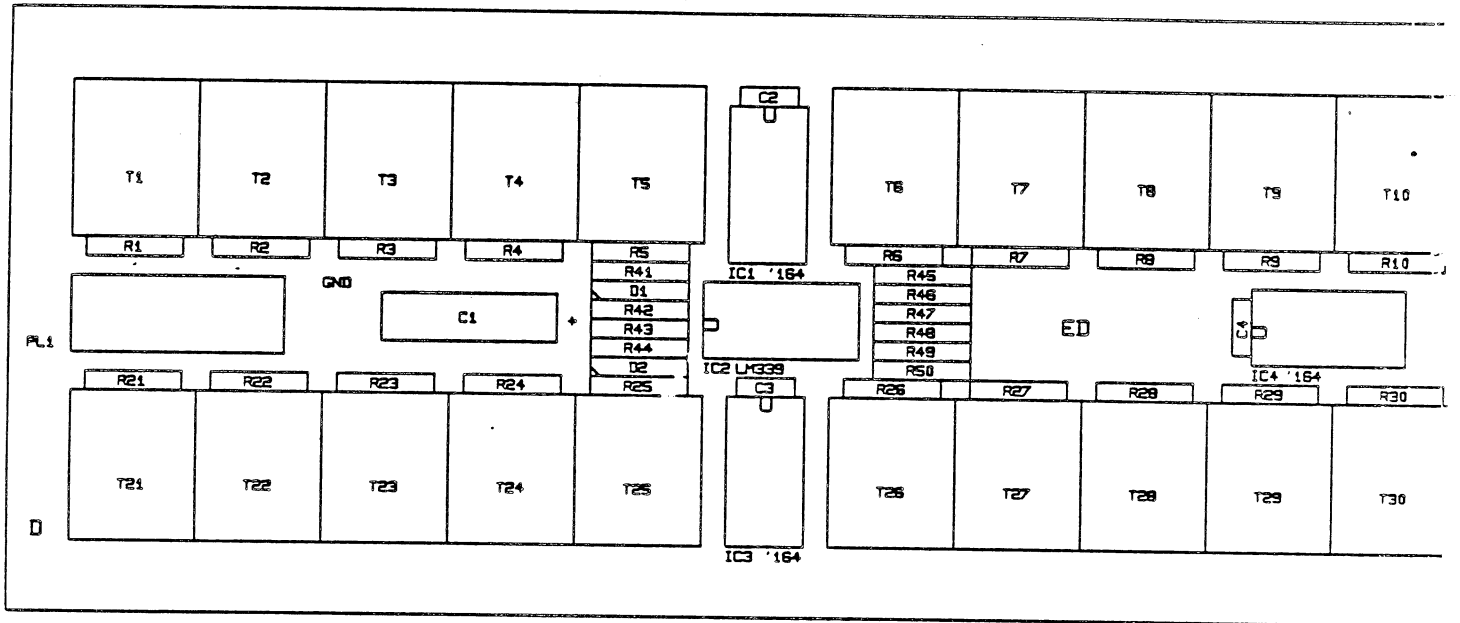 C2
T1 T2 T3 T4 T5 T6 T7 T8 T9 T10
R1 R2 R3 R4 R5 R6 R7 R8 R9 R10
IC1 '164
R41 R45
GND
D1 R46
C1
+
R42 R47
R43 R48
ED
C4
PL1
R44 R49
IC2 LM339
D2 R50
IC4 '164
R21 R22 R23 R24 R25
C3
R26 R27 R28 R29 R30
T21 T22 T23 T24 T25 T26 T27 T28 T29 T30
D
IC3 '164